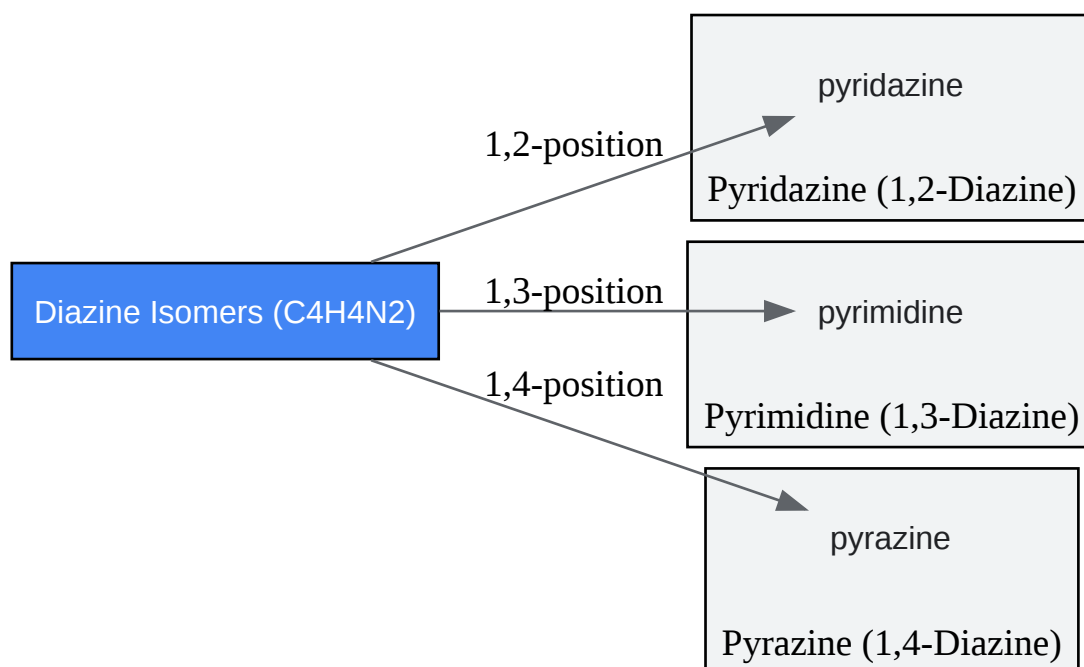 pyridazine
1,2-position
Pyridazine (1,2-Diazine)
Diazine Isomers (C4H4N2)
1,3-position
pyrimidine
1,4-position
Pyrimidine (1,3-Diazine)
pyrazine
Pyrazine (1,4-Diazine)